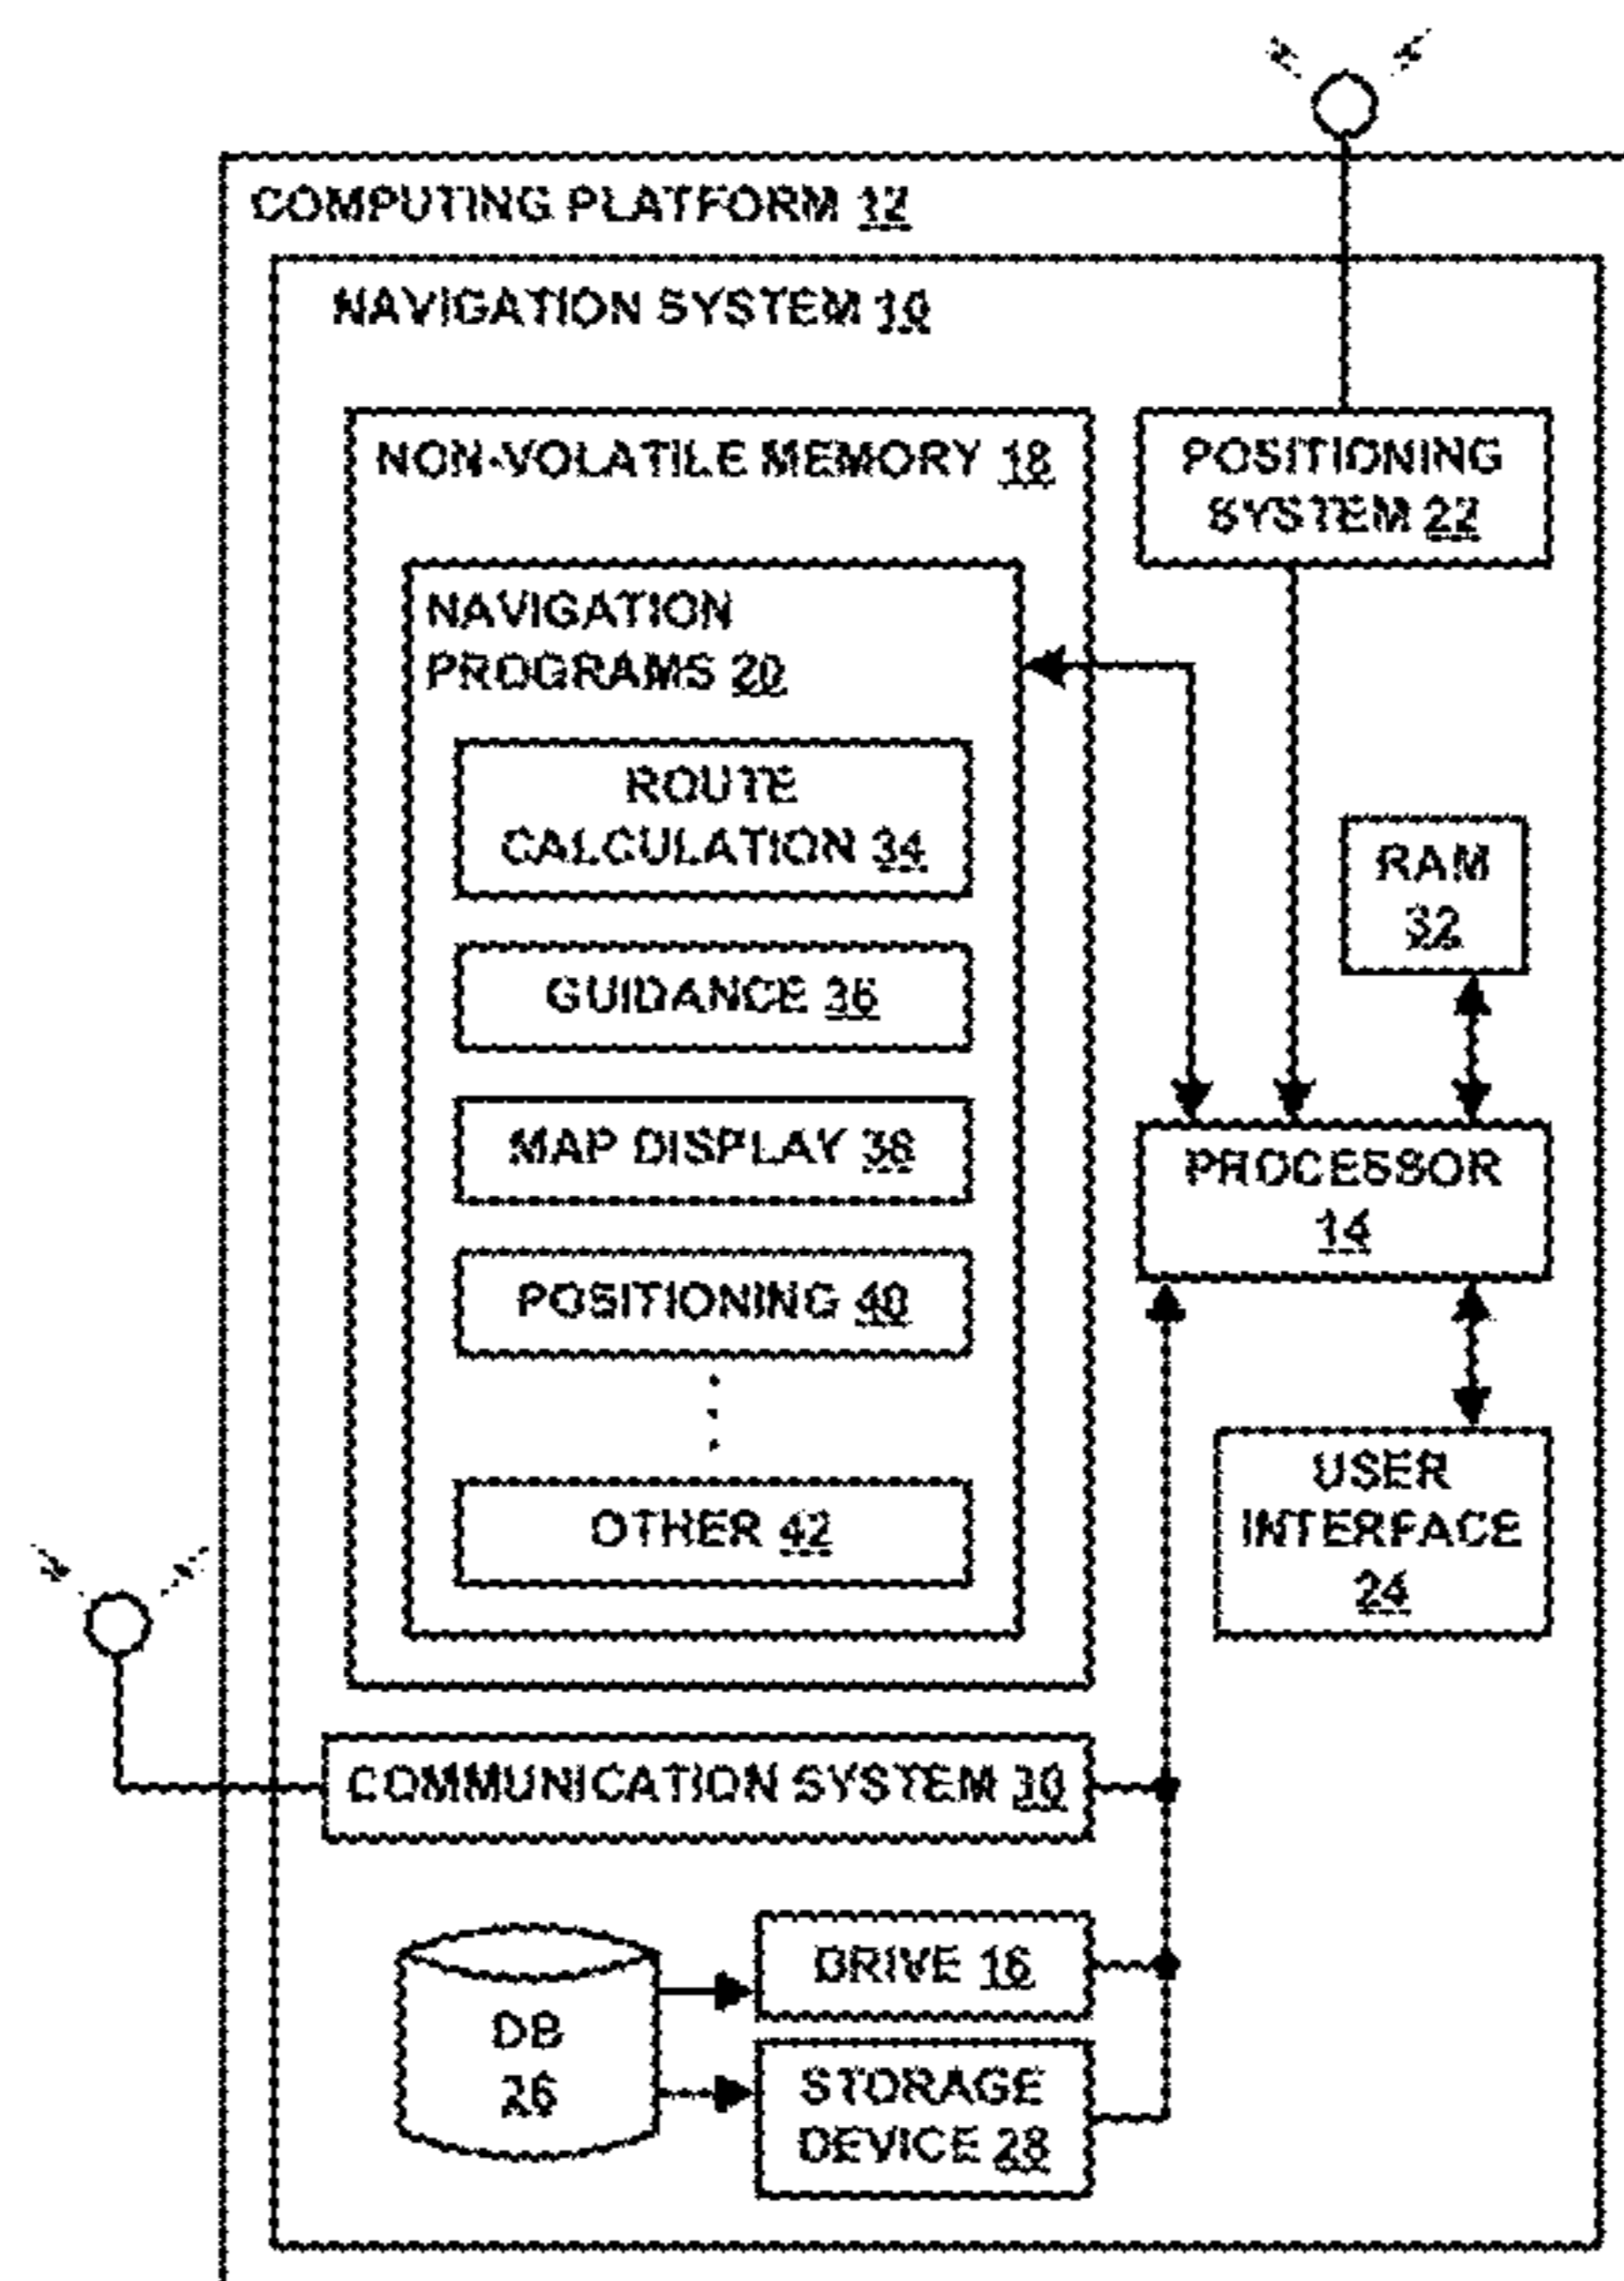 COMPUTING PLATFORM 12
NAVIGATION SYSTEM 10
NON-VOLATILE MEMORY 18
POSITIONING
SYSTEM 22
NAVIGATION
PROGRAMS 20
ROUTE
CALCULATION 34
RAM
32
GUIDANCE 36
MAP DISPLAY 38
PROCESSOR
14
POSITIONING 40
USER
INTERFACE
24
OTHER 42
COMMUNICATION SYSTEM 30
DRIVE 16
DB
26
STORAGE
DEVICE 28